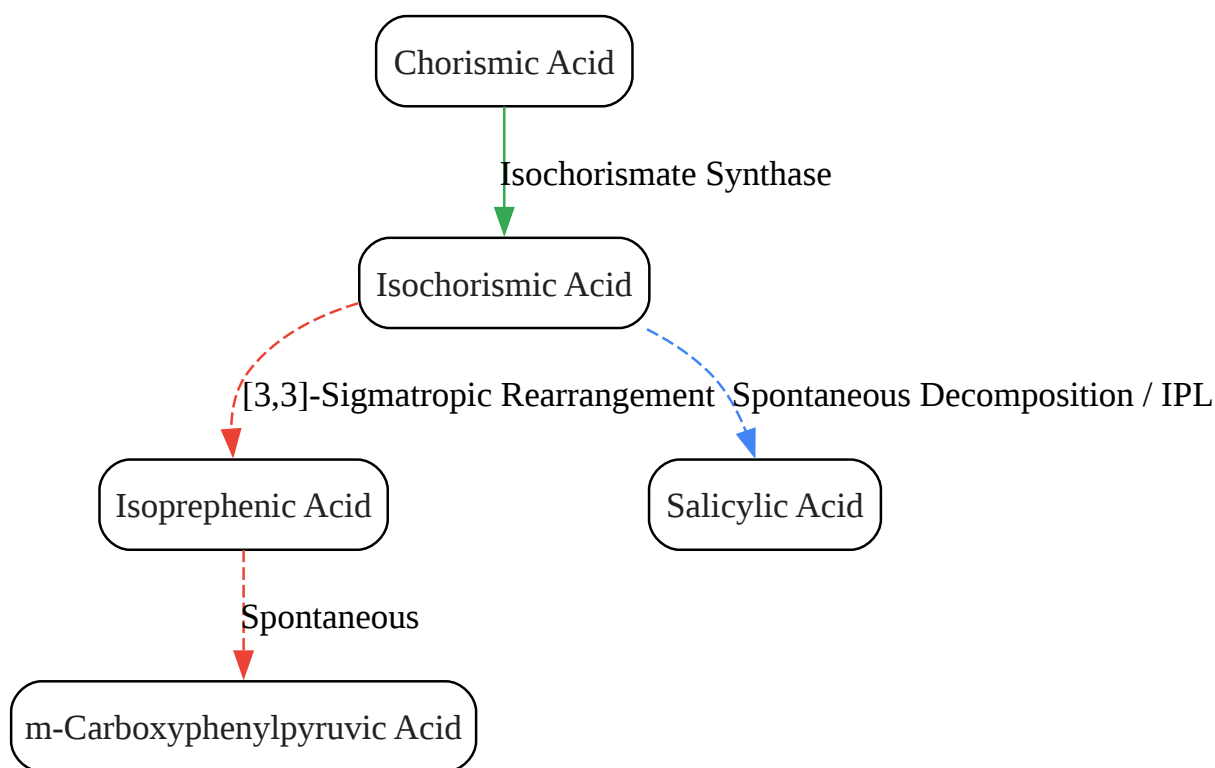 Chorismic Acid
Isochorismate Synthase
Isochorismic Acid
[3,3]-Sigmatropic Rearrangement
Spontaneous Decomposition / IPL
Isoprephenic Acid
Salicylic Acid
Spontaneous
m-Carboxyphenylpyruvic Acid